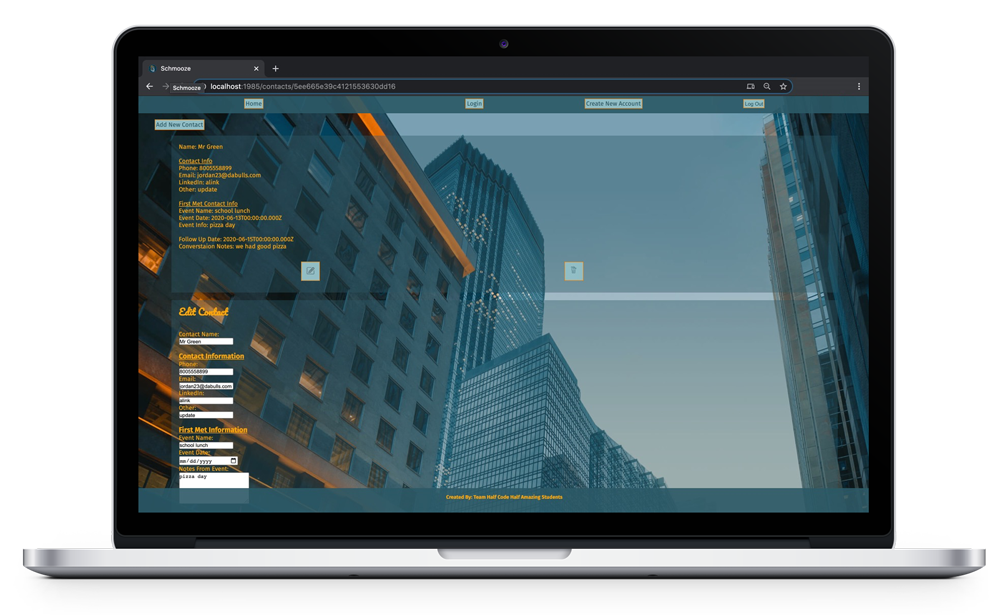 Schmooze
localhost:1985/contacts/5ee665e39c4121553630dd16
Schmooze
Home
Login
Create New Account
Log Out
Add New Contact
Name: Mr Green
Contact Info
Phone: 8005558899
Email: jordan23@dabulls.com
LinkedIn: alink
Other: update
First Met Contact Info
Event Name: school lunch
Event Date: 2020-06-13T00:00:00.000Z
Event Info: pizza day
Follow Up Date: 2020-06-15T00:00:00.000Z
Converstaion Notes: we had good pizza
Edit Contact
Contact Name:
Mr Green
Contact Information
Phone:
8005558899
Email:
jordan23@dabulls.com
LinkedIn:
alink
Other:
update
First Met Information
Event Name:
school lunch
Event Date:
mm/dd/yyyy
Notes From Event:
pizza day
Created By: Team Half Code Half Amazing Students